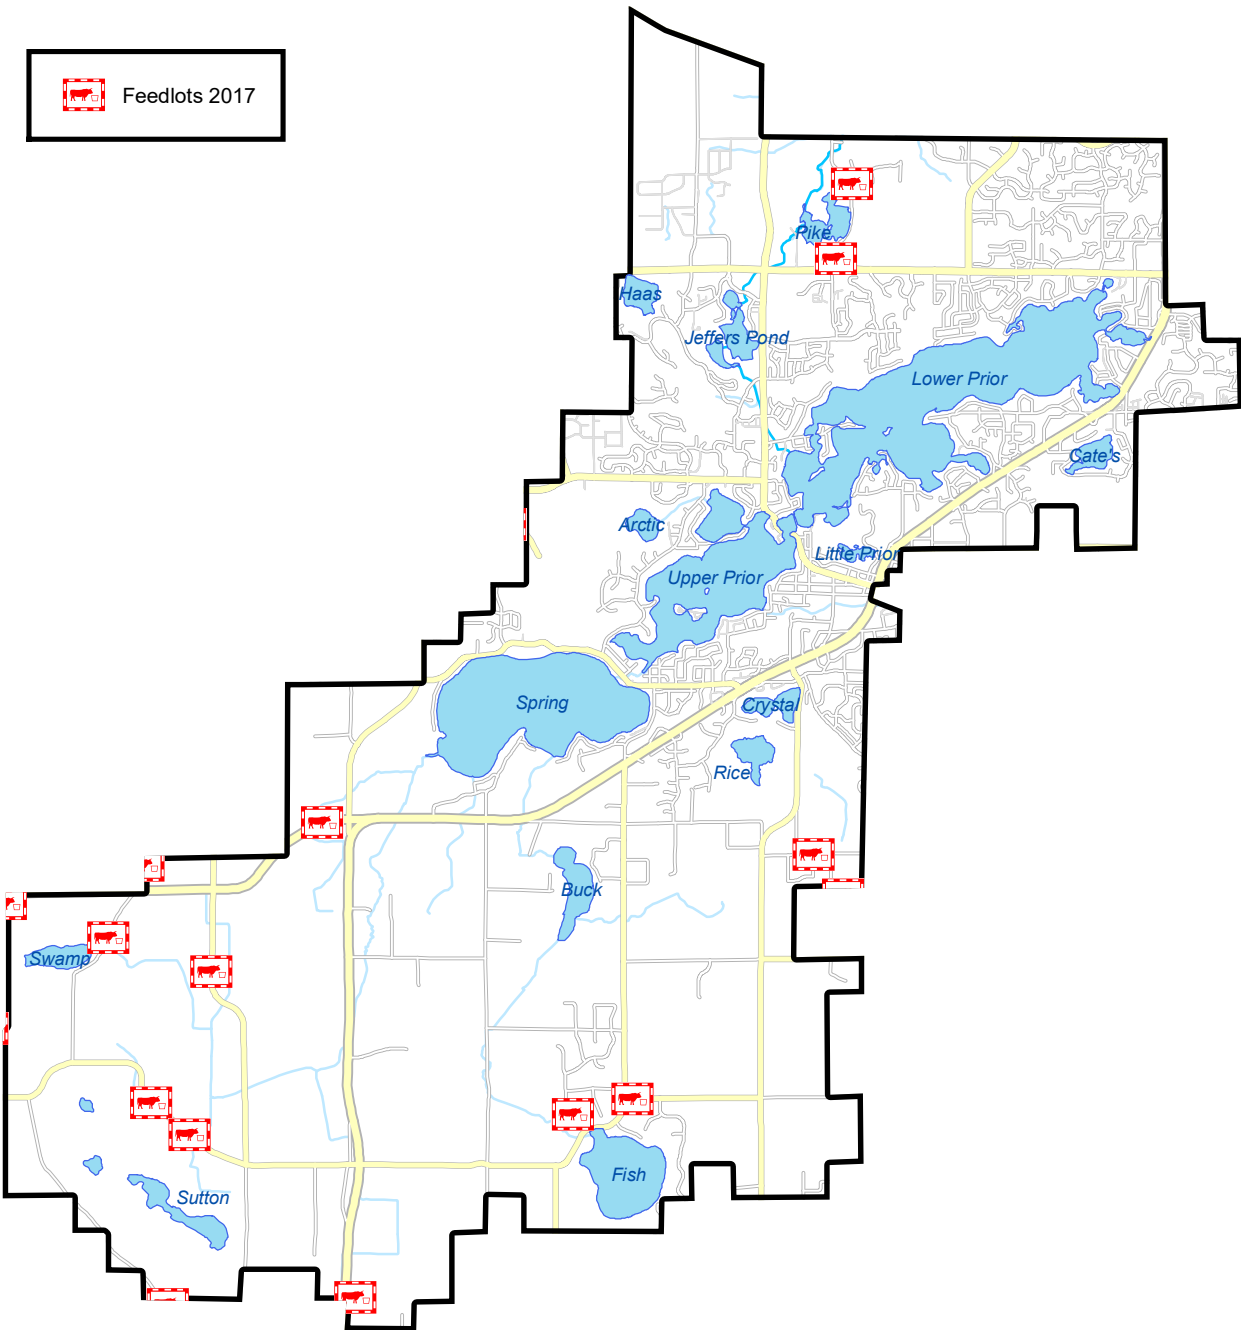 Feedlots 2017
Pike
Haas
Jeffers Pond
Lower Prior
Cate's
Arctic
Little Prior
Upper Prior
Spring
Crystal
Rice
Buck
Swamp
Fish
Sutton